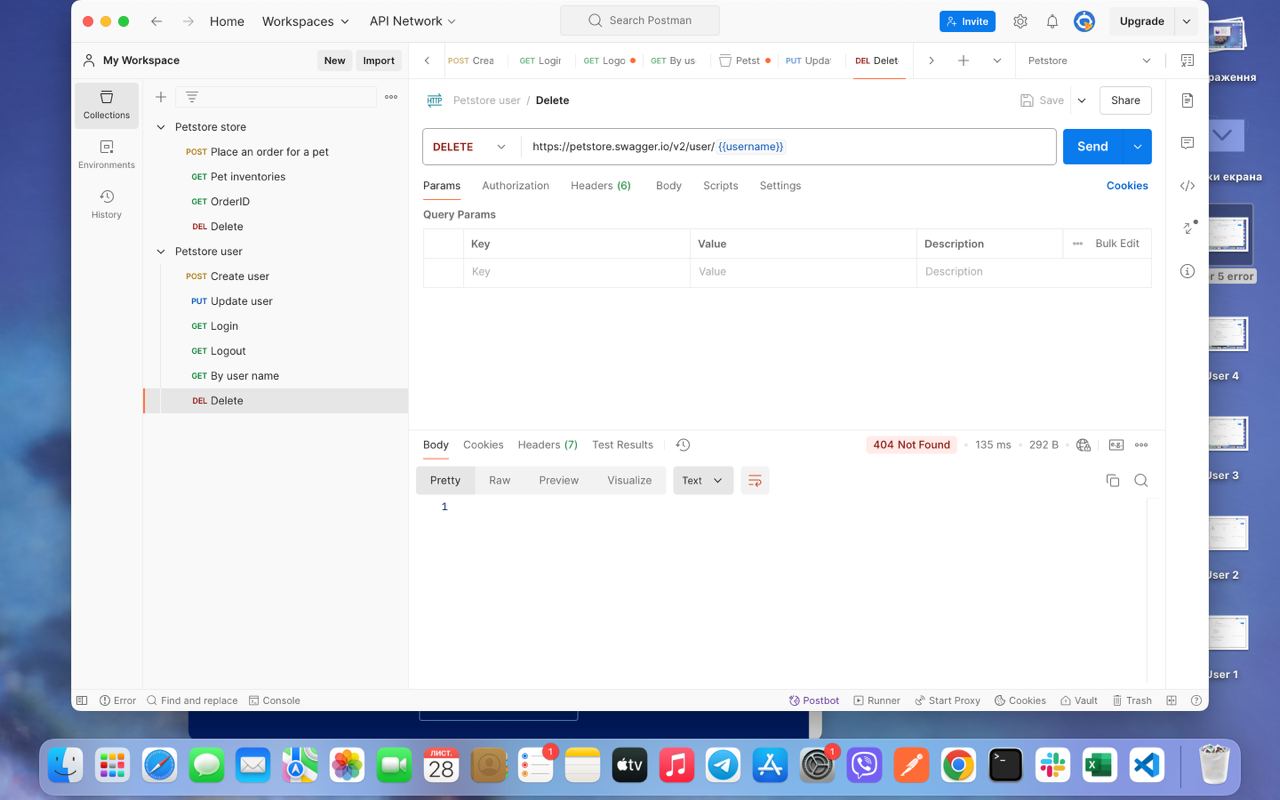 Home
Workspaces
API Network
Search Postman
Invite
Upgrade
My Workspace
New
Import
POST Crea
GET Login
GET Logo
GET By us
Petst
PUT Upda
DEL Delet
Petstore
Collections
Environments
History
Petstore store
POST Place an order for a pet
GET Pet inventories
GET OrderID
DEL Delete
Petstore user
POST Create user
PUT Update user
GET Login
GET Logout
GET By user name
DEL Delete
HTTP Petstore user / Delete
Save
Share
DELETE
https://petstore.swagger.io/v2/user/ {{username}}
Send
Params
Authorization
Headers (6)
Body
Scripts
Settings
Cookies
Query Params
Key
Value
Description
Bulk Edit
Key
Value
Description
Body
Cookies
Headers (7)
Test Results
404 Not Found
135 ms
292 B
e.g.
Pretty
Raw
Preview
Visualize
Text
1
Error
Find and replace
Console
Postbot
Runner
Start Proxy
Cookies
Vault
Trash
раження
ки екрана
r 5 error
User 4
User 3
User 2
User 1
ЛИСТ.
28
1
tv
1